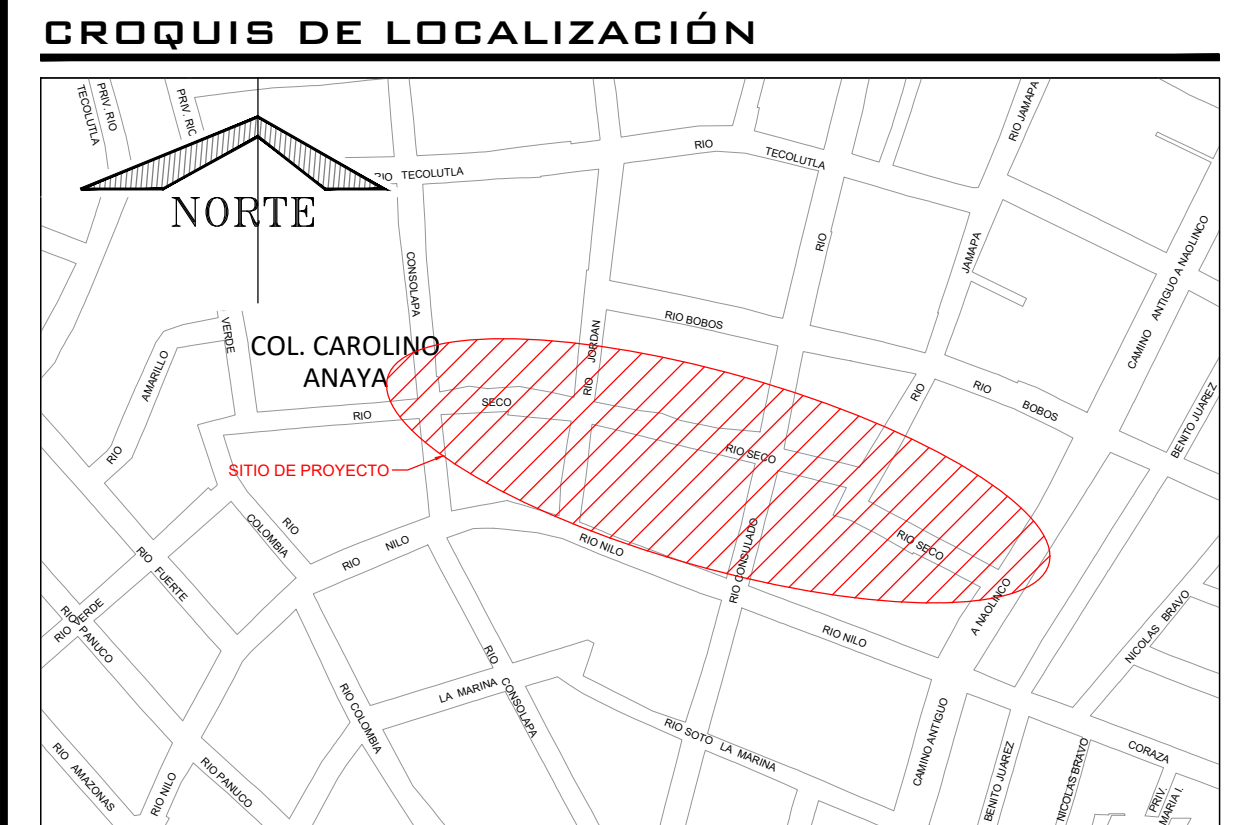 CROQUIS DE LOCALIZACIÓN
PRIV. RIO
TECOLUTLA
PRIV. RIO
NORTE
RIO TECOLUTLA
RIO
TECOLUTLA
RIO JAMAPA
RIO
JAMAPA
CAMINO ANTIGUO A NAOLINCO
CONSOLAPA
VERDE
COL. CAROLINO
ANAYA
AMARILLO
RIO
RIO
SECO
RIO JORDAN
RIO BOBOS
RIO
RIO
BOBOS
BENITO JUAREZ
SITIO DE PROYECTO
RIO SECO
RIO SECO
COLOMBIA
RIO
RIO
NILO
RIO NILO
RIO CONSULADO
A NAOLINCO
RIO
FUERTE
RIO VERDE
RIO PANUCO
RIO NILO
NICOLAS BRAVO
RIO
CONSOLAPA
LA MARINA
RIO COLOMBIA
RIO SOTO LA MARINA
CAMINO ANTIGUO
BENITO JUAREZ
NICOLAS BRAVO
CORAZA
PRIV.
MARIA I.
RIO AMAZONAS
RIO NILO
RIO PANUCO